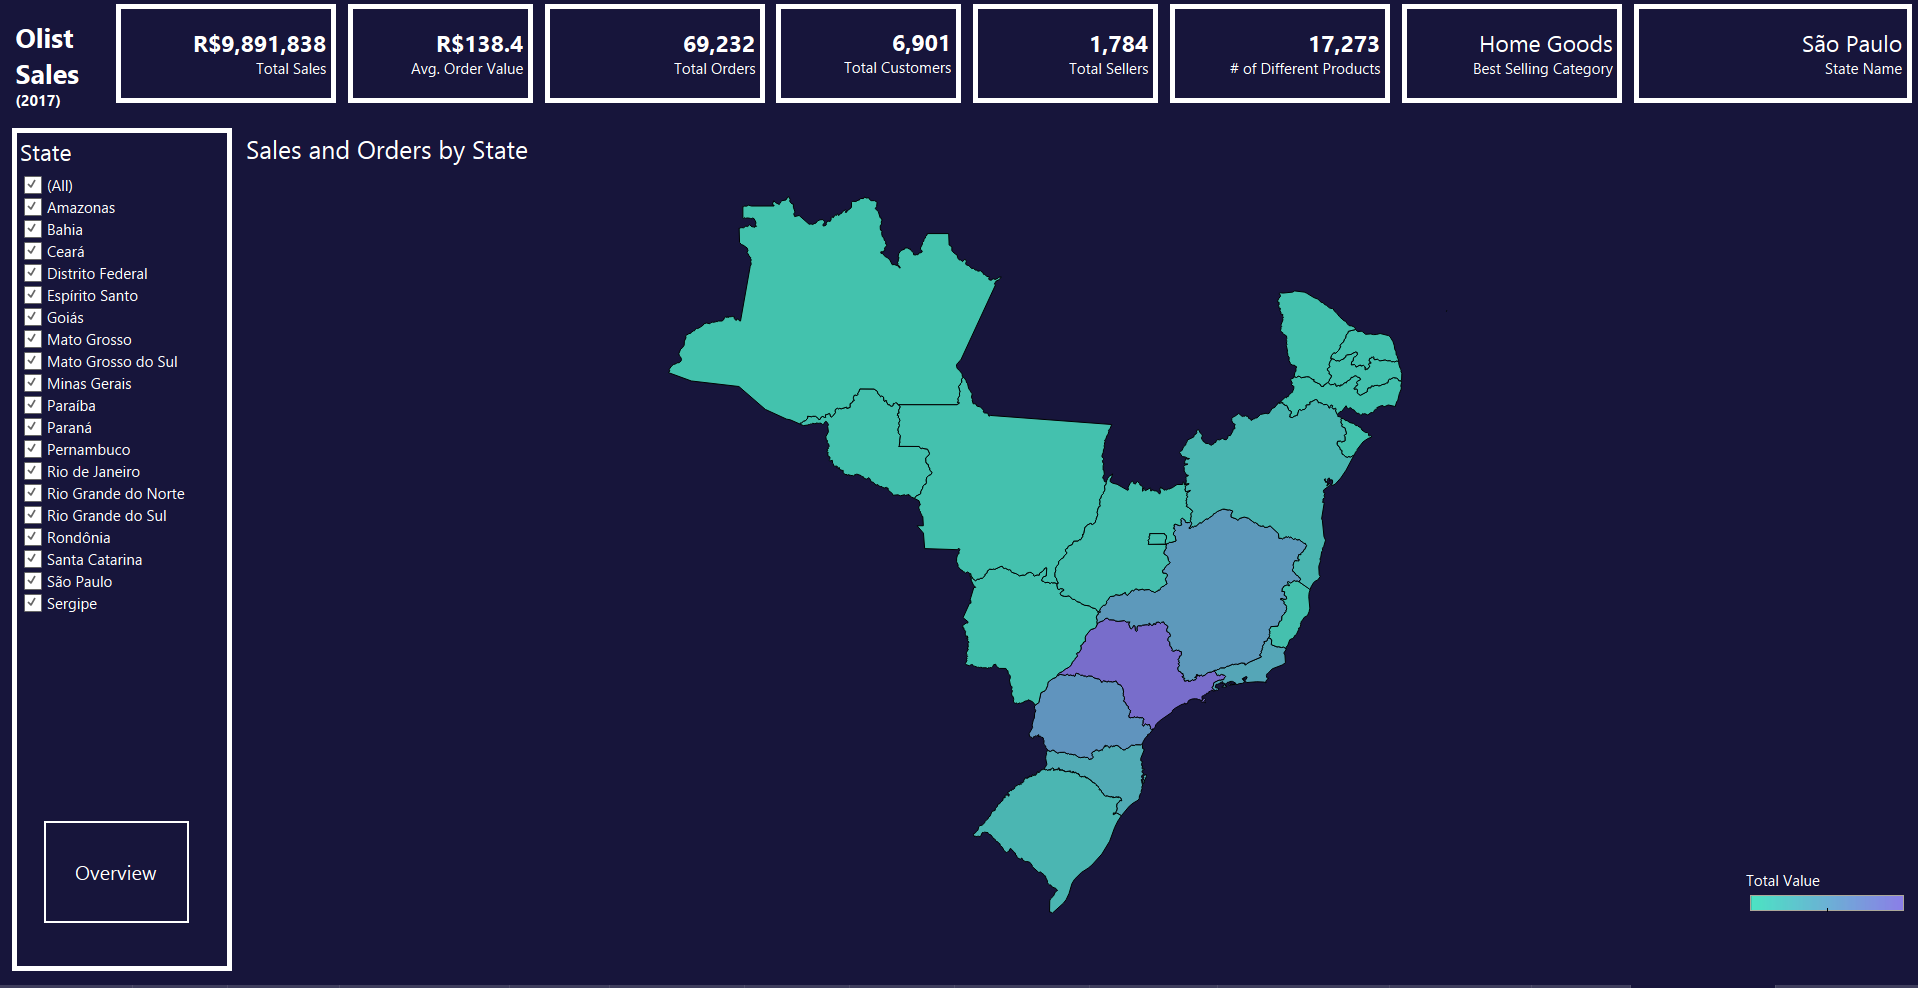 Olist
Sales
(2017)
R$9,891,838
Total Sales
R$138.4
Avg. Order Value
69,232
Total Orders
6,901
Total Customers
1,784
Total Sellers
17,273
# of Different Products
Home Goods
Best Selling Category
São Paulo
State Name
State
(All)
Amazonas
Bahia
Ceará
Distrito Federal
Espírito Santo
Goiás
Mato Grosso
Mato Grosso do Sul
Minas Gerais
Paraíba
Paraná
Pernambuco
Rio de Janeiro
Rio Grande do Norte
Rio Grande do Sul
Rondônia
Santa Catarina
São Paulo
Sergipe
Overview
Sales and Orders by State
Total Value